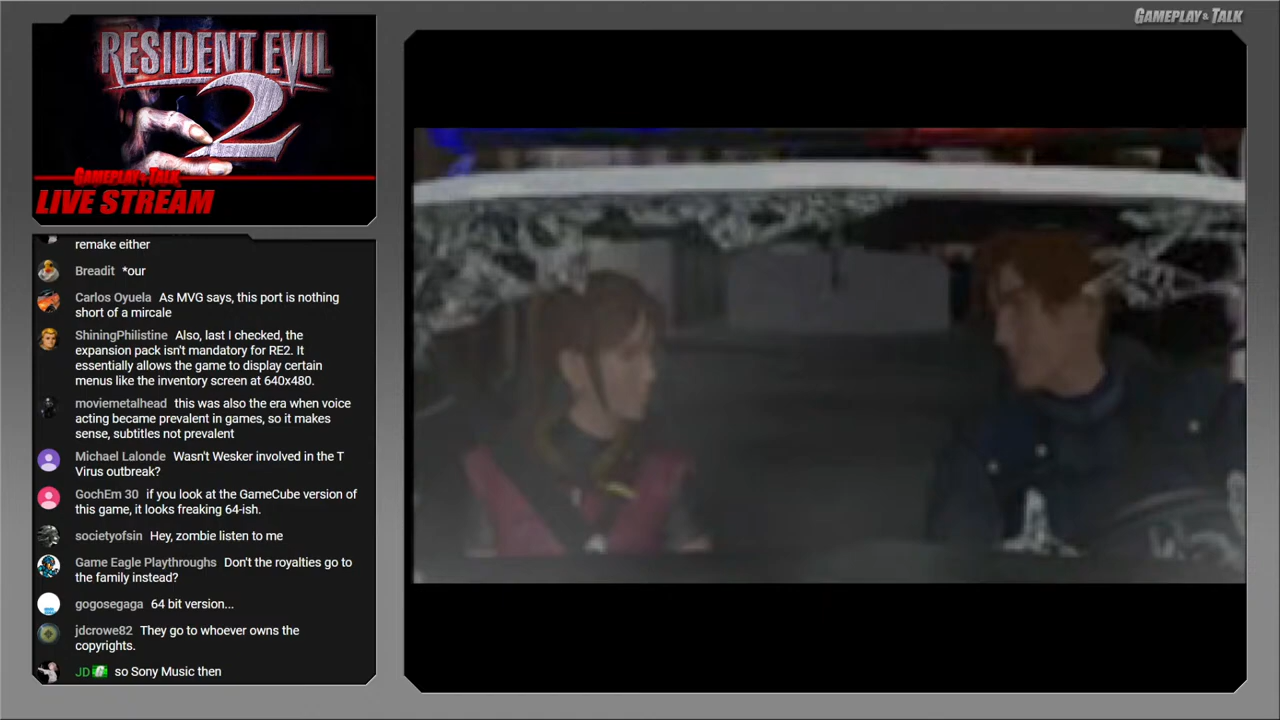 GAMEPLAY & TALK
RESIDENT EVIL
2
GAMEPLAY & TALK
LIVE STREAM
remake either
Breadit *our
Carlos Oyuela As MVG says, this port is nothing
short of a mircale
ShiningPhilistine Also, last I checked, the
expansion pack isn't mandatory for RE2. It
essentially allows the game to display certain
menus like the inventory screen at 640x480.
moviemetalhead this was also the era when voice
acting became prevalent in games, so it makes
sense, subtitles not prevalent
Michael Lalonde Wasn't Wesker involved in the T
Virus outbreak?
GochEm 30 if you look at the GameCube version of
this game, it looks freaking 64-ish.
societyofsin Hey, zombie listen to me
Game Eagle Playthroughs Don't the royalties go to
the family instead?
gogosegaga 64 bit version...
jdcrowe82 They go to whoever owns the
copyrights.
JD so Sony Music then